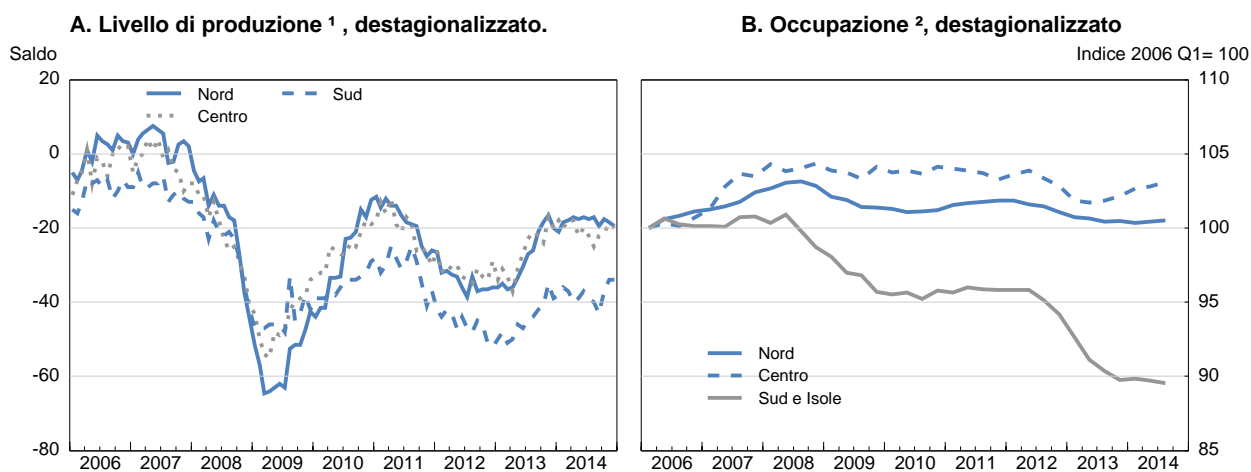 A. Livello di produzione ¹ , destagionalizzato.
Saldo
20
0
-20
-40
-60
-80
Nord
Sud
Centro
2006 2007 2008 2009 2010 2011 2012 2013 2014
B. Occupazione ², destagionalizzato
Indice 2006 Q1= 100
110
105
100
95
90
85
Nord
Centro
Sud e Isole
2006 2007 2008 2009 2010 2011 2012 2013 2014